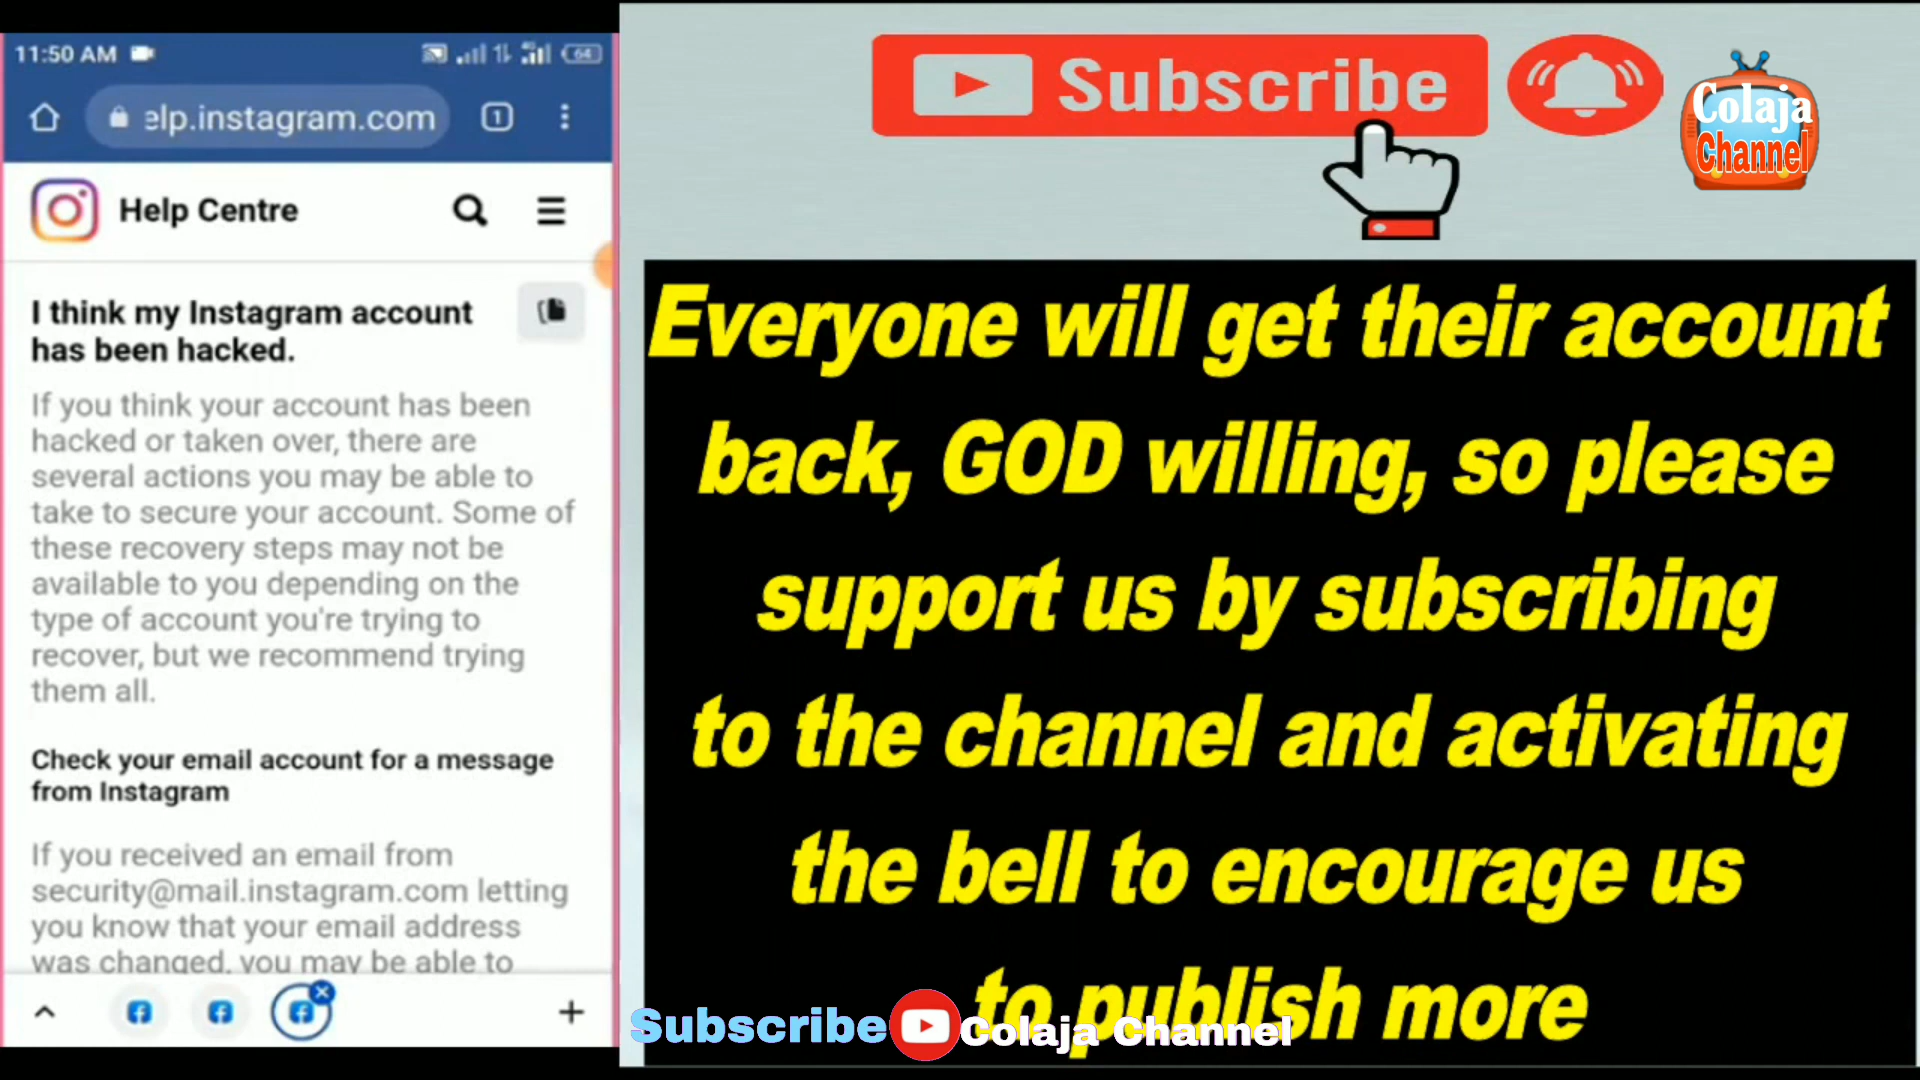 11:50 AM
64
elp.instagram.com
1
Help Centre
I think my Instagram account
has been hacked.
If you think your account has been
hacked or taken over, there are
several actions you may be able to
take to secure your account. Some of
these recovery steps may not be
available to you depending on the
type of account you're trying to
recover, but we recommend trying
them all.
Check your email account for a message
from Instagram
If you received an email from
security@mail.instagram.com letting
you know that your email address
was changed, you may be able to
Subscribe
Colaja
Channel
Everyone will get their account
back, GOD willing, so please
support us by subscribing
to the channel and activating
the bell to encourage us
to publish more
Subscribe Colaja Channel